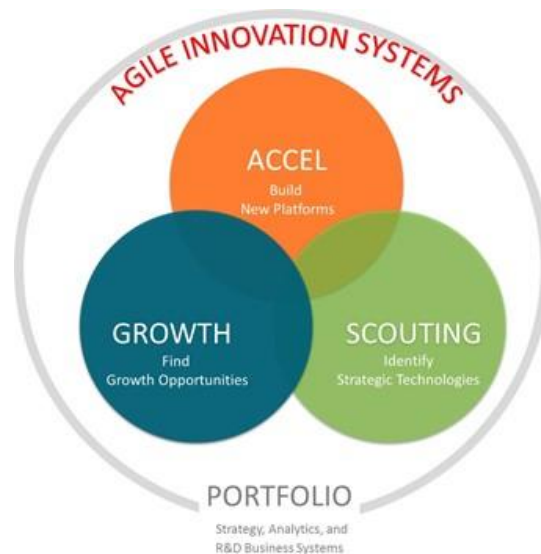 AGILE INNOVATION SYSTEMS
ACCEL
Build
New Platforms
GROWTH
Find
Growth Opportunities
SCOUTING
Identify
Strategic Technologies
PORTFOLIO
Strategy, Analytics, and
R&D Business Systems